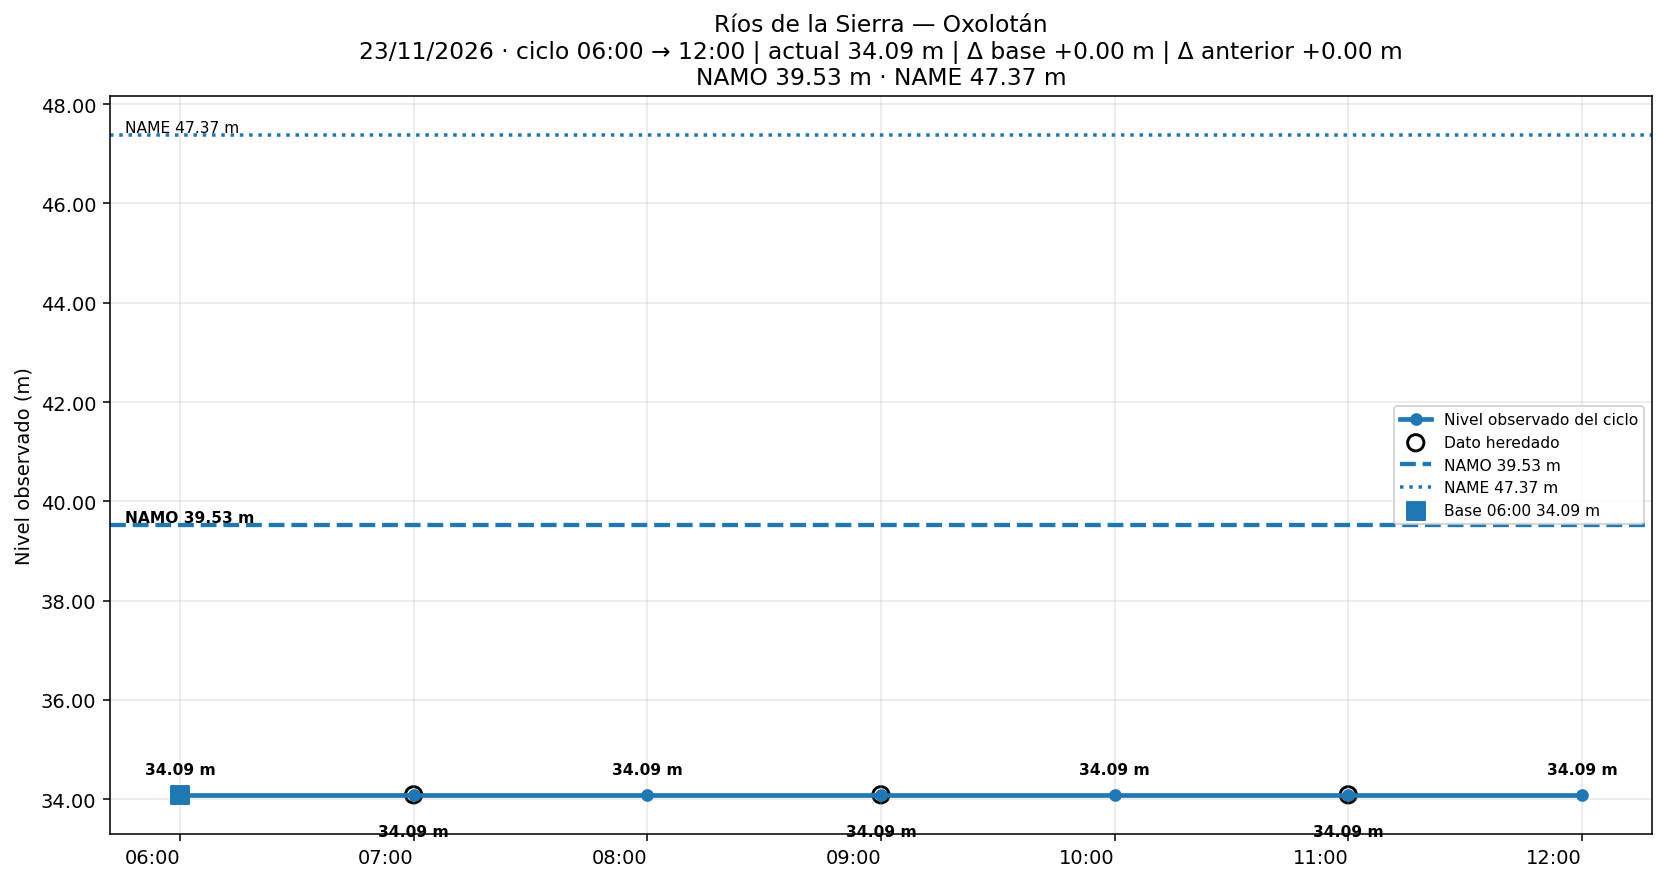 Ríos de la Sierra — Oxolotán
23/11/2026 · ciclo 06:00 → 12:00 | actual 34.09 m | Δ base +0.00 m | Δ anterior +0.00 m
NAMO 39.53 m · NAME 47.37 m
Nivel observado (m)
48.00
46.00
44.00
42.00
40.00
38.00
36.00
34.00
NAME 47.37 m
NAMO 39.53 m
Nivel observado del ciclo
Dato heredado
NAMO 39.53 m
NAME 47.37 m
Base 06:00 34.09 m
34.09 m
34.09 m
34.09 m
34.09 m
34.09 m
34.09 m
34.09 m
06:00
07:00
08:00
09:00
10:00
11:00
12:00